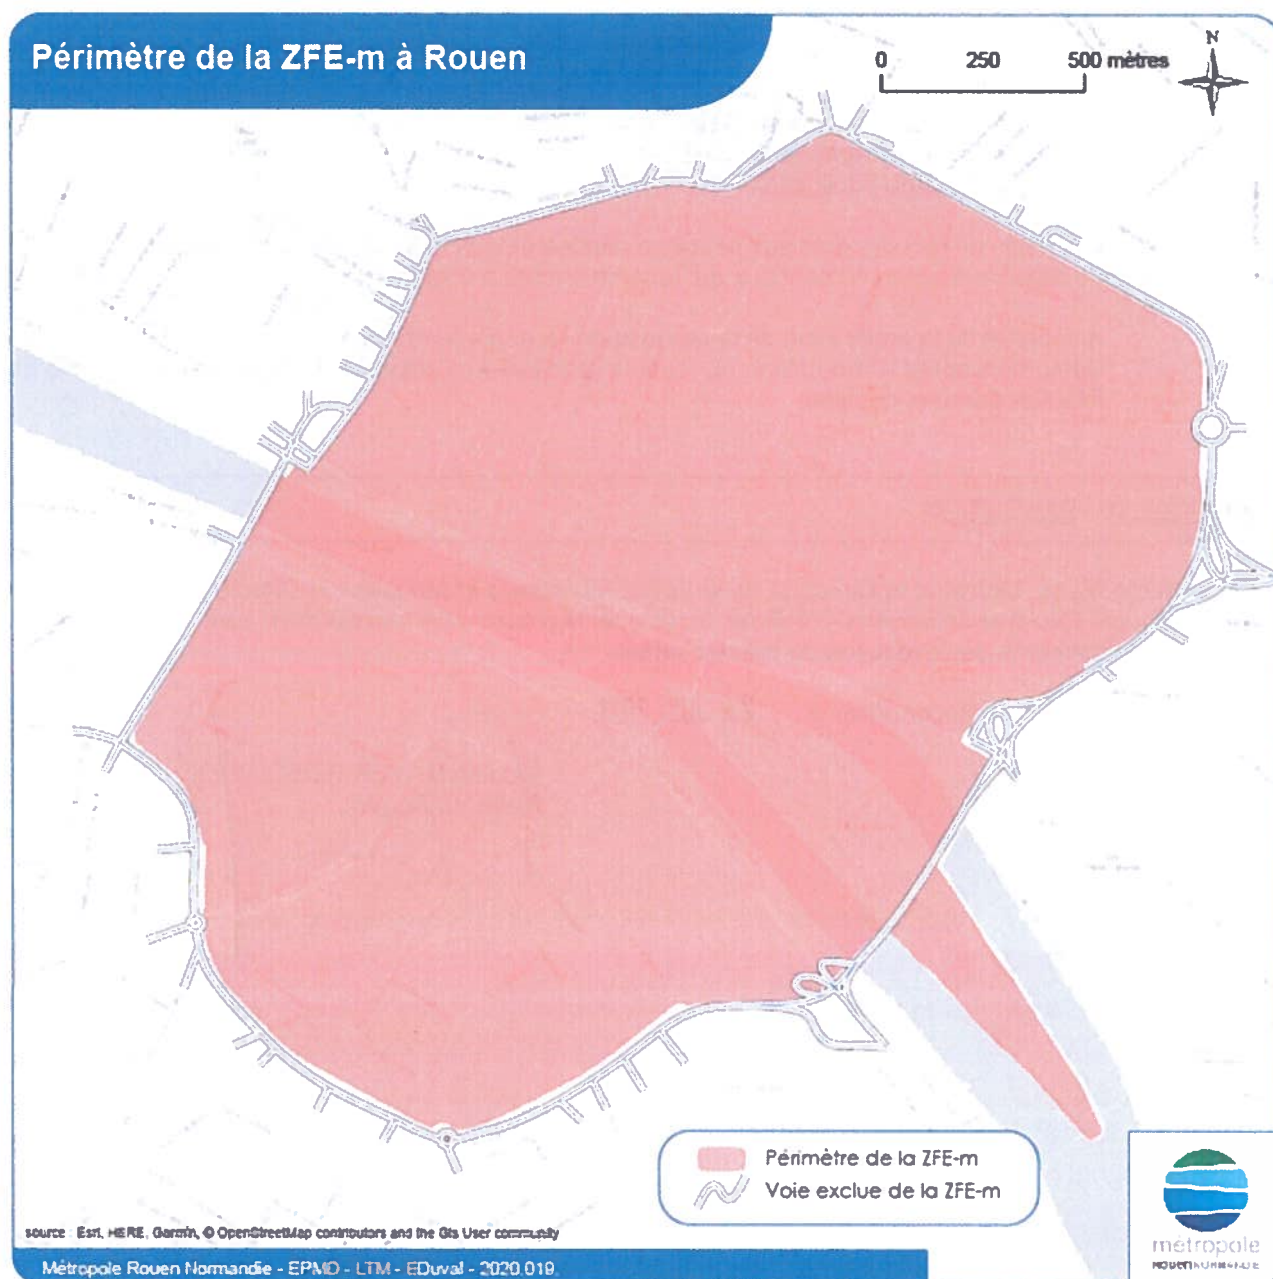 Périmètre de la ZFE-m à Rouen
0 250 500 mètres
N
Périmètre de la ZFE-m
Voie exclue de la ZFE-m
source : Esri, HERE, Garmin, © OpenStreetMap contributors and the GIS User community
Métropole Rouen Normandie - EPMD - LTM - EDuval - 2020.019
métropole
ROUENNORMANDIE